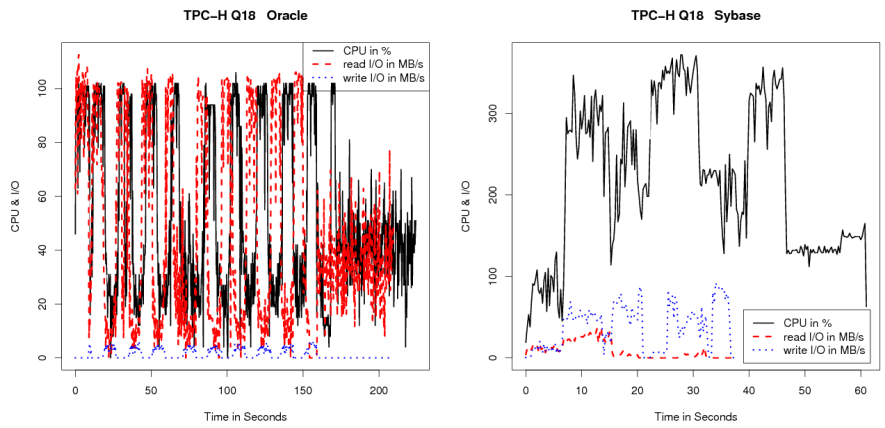 TPC−H Q18 Oracle
CPU in %
read I/O in MB/s
write I/O in MB/s
CPU & I/O
100
80
60
40
20
0
0 50 100 150 200
Time in Seconds
TPC−H Q18 Sybase
CPU & I/O
300
200
100
0
CPU in %
read I/O in MB/s
write I/O in MB/s
0 10 20 30 40 50 60
Time in Seconds